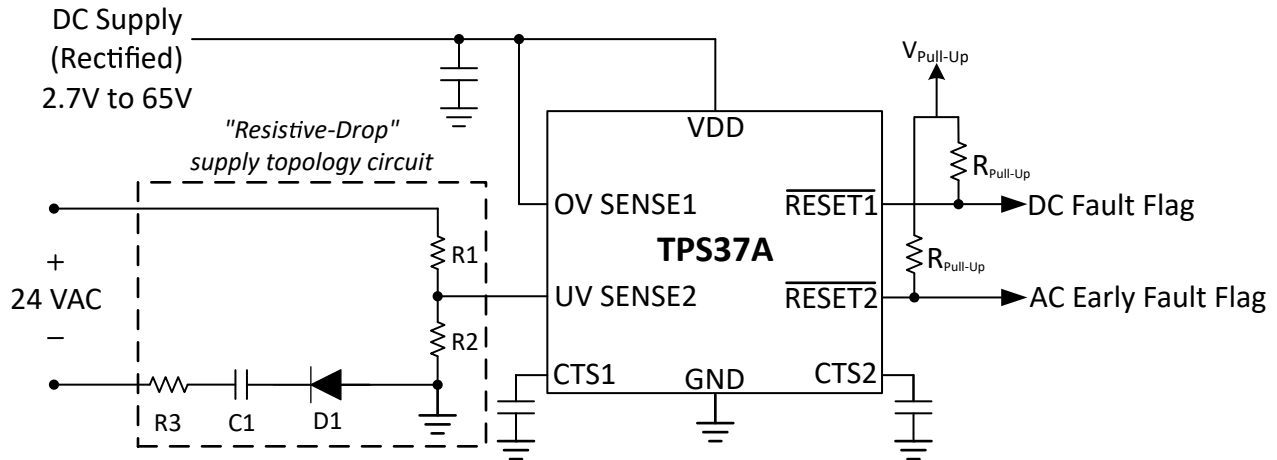 DC Supply
(Rectified)
2.7V to 65V
"Resistive-Drop"
supply topology circuit
+
24 VAC
−
R1
R2
R3
C1
D1
VDD
OV SENSE1
UV SENSE2
TPS37A
RESET1
RESET2
CTS1
GND
CTS2
VPull-Up
RPull-Up
RPull-Up
DC Fault Flag
AC Early Fault Flag